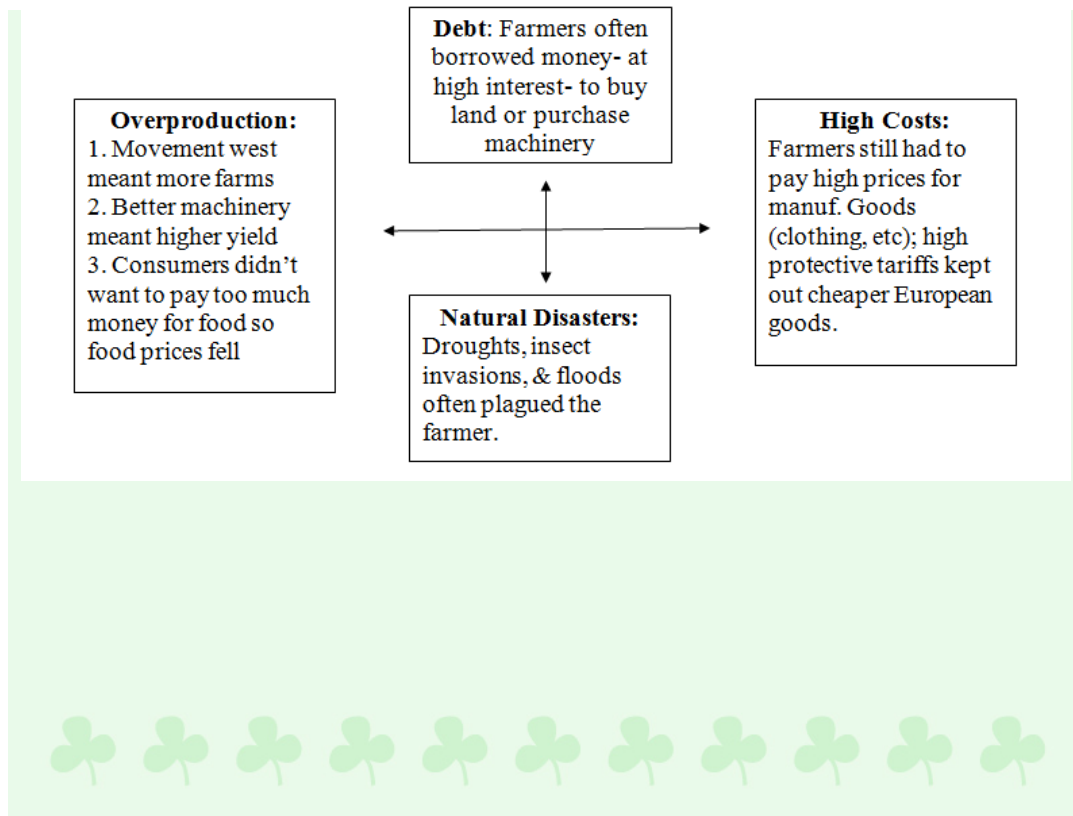 Debt: Farmers often
borrowed money- at
high interest- to buy
land or purchase
machinery
Overproduction:
1. Movement west
meant more farms
2. Better machinery
meant higher yield
3. Consumers didn’t
want to pay too much
money for food so
food prices fell
High Costs:
Farmers still had to
pay high prices for
manuf. Goods
(clothing, etc); high
protective tariffs kept
out cheaper European
goods.
Natural Disasters:
Droughts, insect
invasions, & floods
often plagued the
farmer.